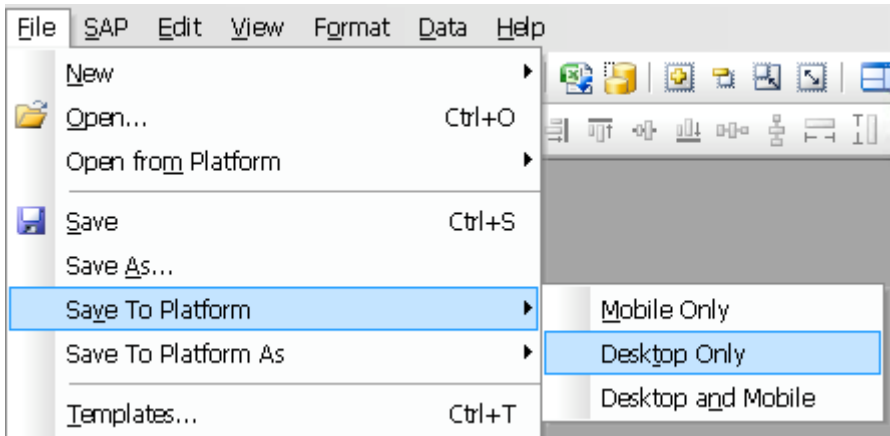 File SAP Edit View Format Data Help
New
Open... Ctrl+O
Open from Platform
Save Ctrl+S
Save As...
Save To Platform
Mobile Only
Save To Platform As
Desktop Only
Desktop and Mobile
Templates... Ctrl+T